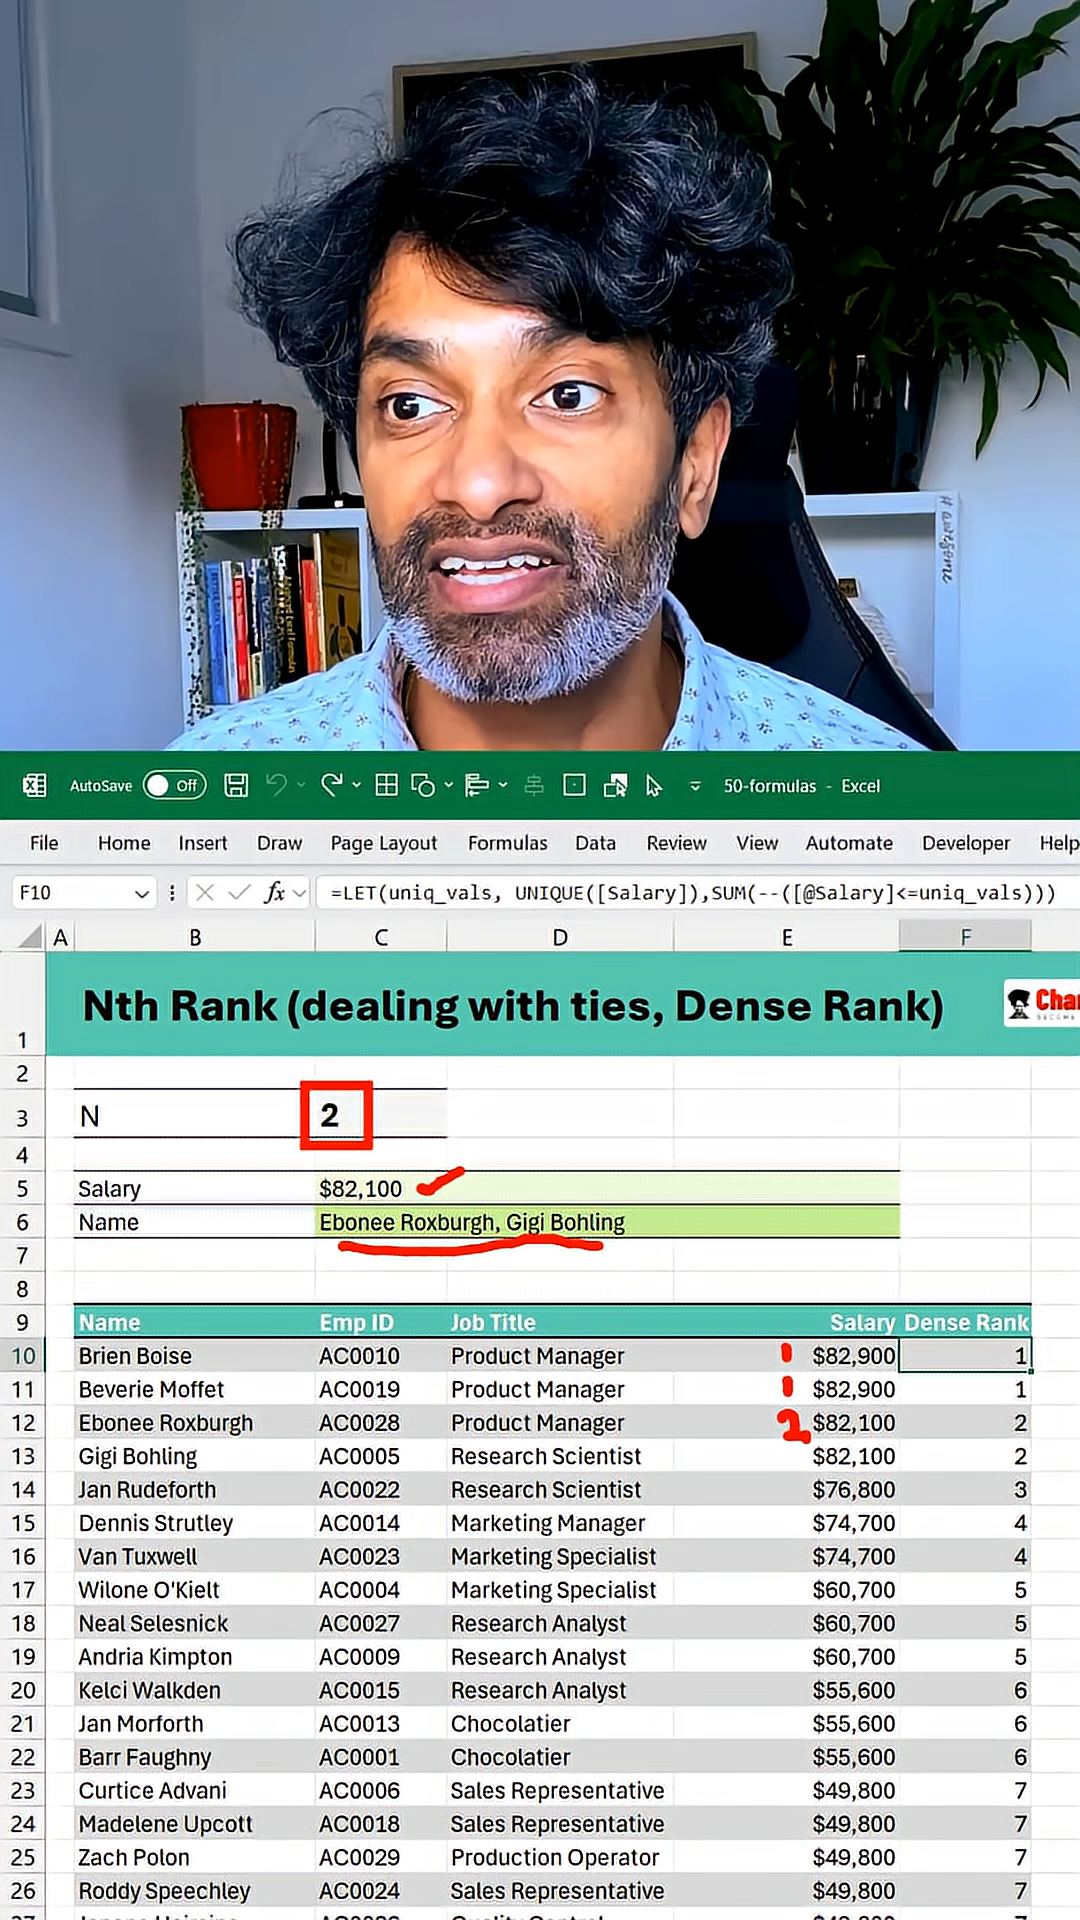 #awesome
Advanced Excel Formulas
AutoSave Off 50-formulas - Excel
File Home Insert Draw Page Layout Formulas Data Review View Automate Developer Help
F10 fx =LET(uniq_vals, UNIQUE([Salary]),SUM(--([@Salary]<=uniq_vals)))
A B C D E F
1 Nth Rank (dealing with ties, Dense Rank) Chan
BECOME
2
3 N 2
4
5 Salary $82,100
6 Name Ebonee Roxburgh, Gigi Bohling
7
8
9 Name Emp ID Job Title Salary Dense Rank
10 Brien Boise AC0010 Product Manager 1 $82,900 1
11 Beverie Moffet AC0019 Product Manager 1 $82,900 1
12 Ebonee Roxburgh AC0028 Product Manager 2 $82,100 2
13 Gigi Bohling AC0005 Research Scientist $82,100 2
14 Jan Rudeforth AC0022 Research Scientist $76,800 3
15 Dennis Strutley AC0014 Marketing Manager $74,700 4
16 Van Tuxwell AC0023 Marketing Specialist $74,700 4
17 Wilone O'Kielt AC0004 Marketing Specialist $60,700 5
18 Neal Selesnick AC0027 Research Analyst $60,700 5
19 Andria Kimpton AC0009 Research Analyst $60,700 5
20 Kelci Walkden AC0015 Research Analyst $55,600 6
21 Jan Morforth AC0013 Chocolatier $55,600 6
22 Barr Faughny AC0001 Chocolatier $55,600 6
23 Curtice Advani AC0006 Sales Representative $49,800 7
24 Madelene Upcott AC0018 Sales Representative $49,800 7
25 Zach Polon AC0029 Production Operator $49,800 7
26 Roddy Speechley AC0024 Sales Representative $49,800 7